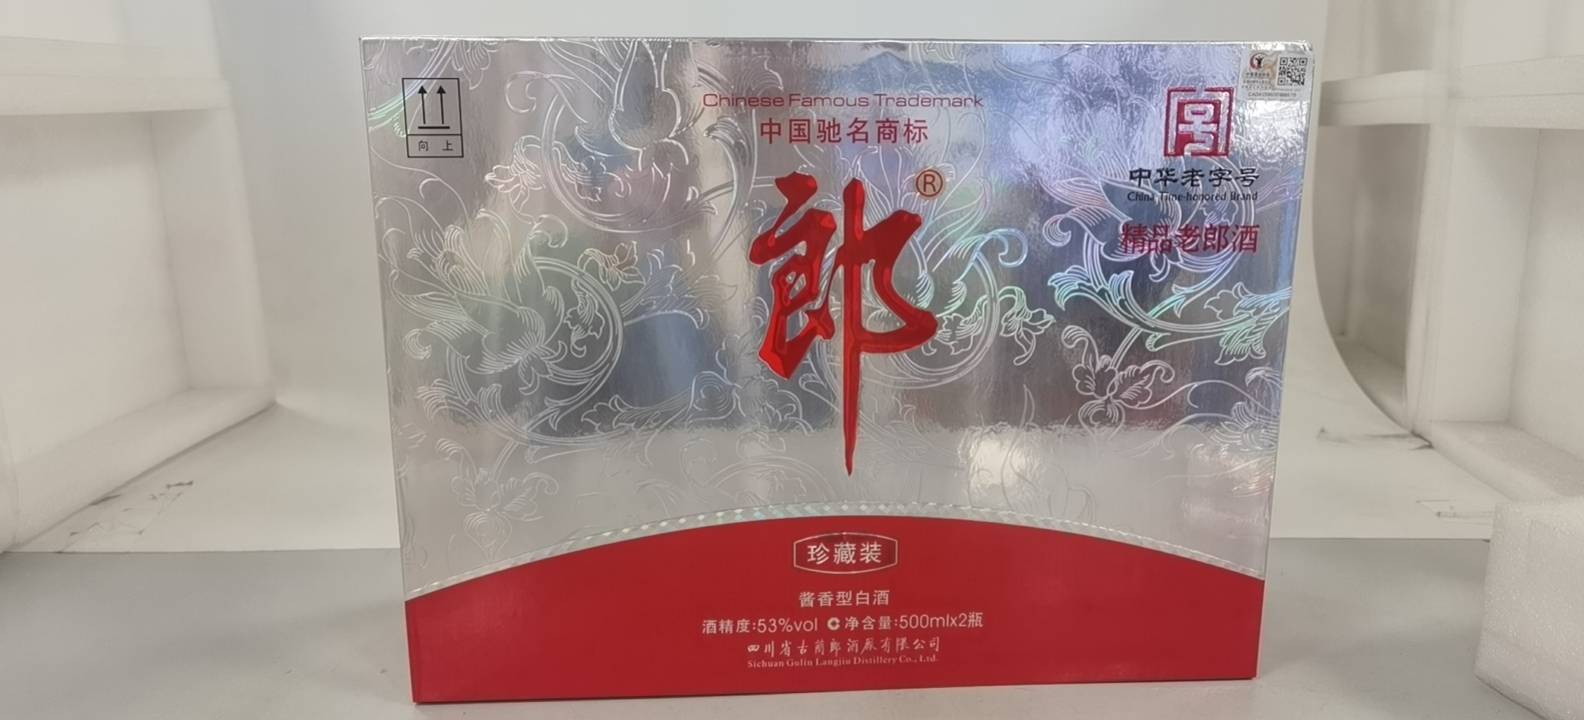 向 上
Chinese Famous Trademark
中国驰名商标
郎®
中华老字号
China Time-honored Brand
精品老郎酒
珍藏装
酱香型白酒
酒精度:53%vol C净含量:500mlx2瓶
四川省古蔺郎酒厂有限公司
Sichuan Gulin Langjiu Distillery Co., Ltd.